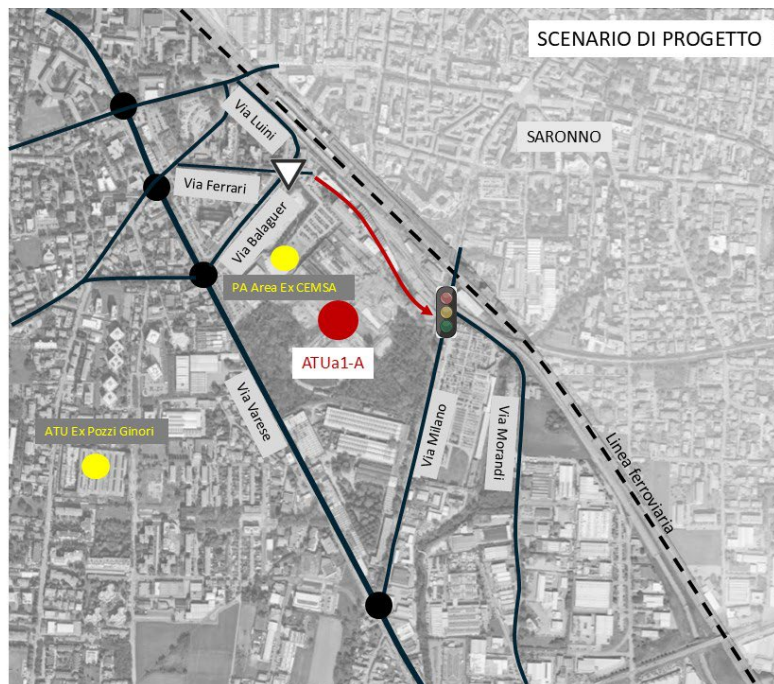 SCENARIO DI PROGETTO
Via Luini
SARONNO
Via Ferrari
Via Balaguer
PA Area Ex CEMSA
ATUa1-A
Via Varese
ATU Ex Pozzi Ginori
Via Milano
Via Morandi
Linea ferroviaria